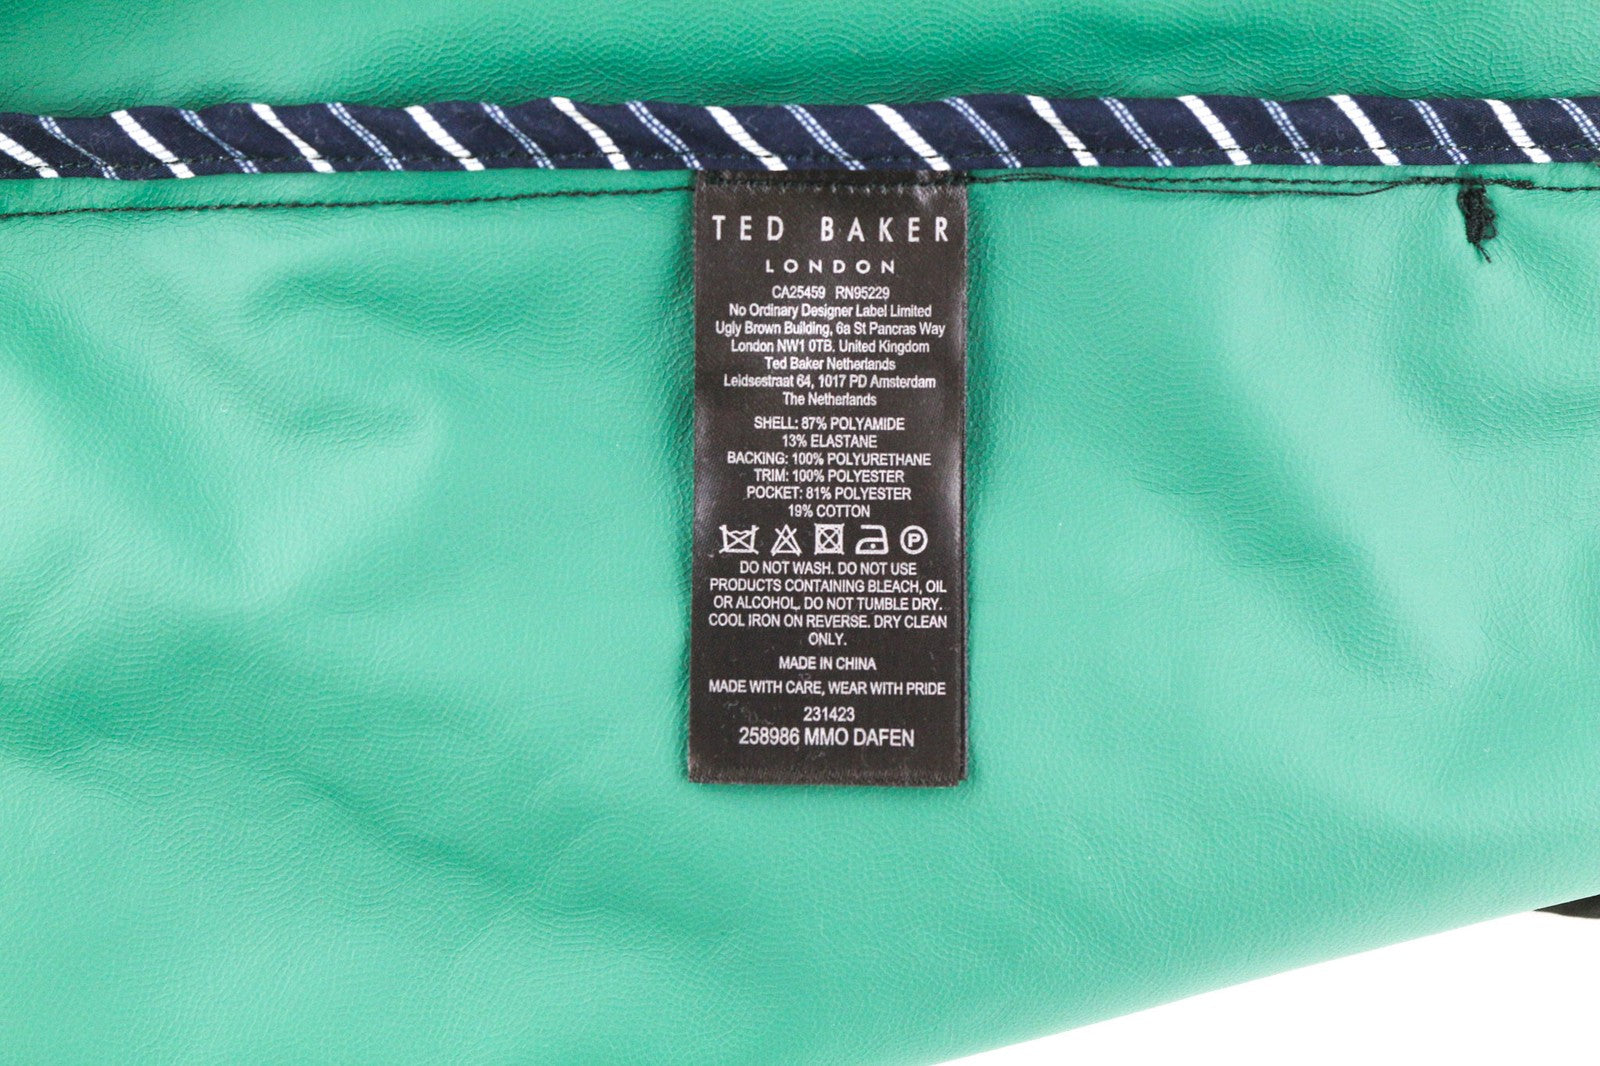 TED BAKER
LONDON
CA25459 RN95229
No Ordinary Designer Label Limited
Ugly Brown Building, 6a St Pancras Way
London NW1 0TB. United Kingdom
Ted Baker Netherlands
Leidsestraat 64, 1017 PD Amsterdam
The Netherlands
SHELL: 87% POLYAMIDE
13% ELASTANE
BACKING: 100% POLYURETHANE
TRIM: 100% POLYESTER
POCKET: 81% POLYESTER
19% COTTON
P
DO NOT WASH. DO NOT USE
PRODUCTS CONTAINING BLEACH, OIL
OR ALCOHOL. DO NOT TUMBLE DRY.
COOL IRON ON REVERSE. DRY CLEAN
ONLY.
MADE IN CHINA
MADE WITH CARE, WEAR WITH PRIDE
231423
258986 MMO DAFEN